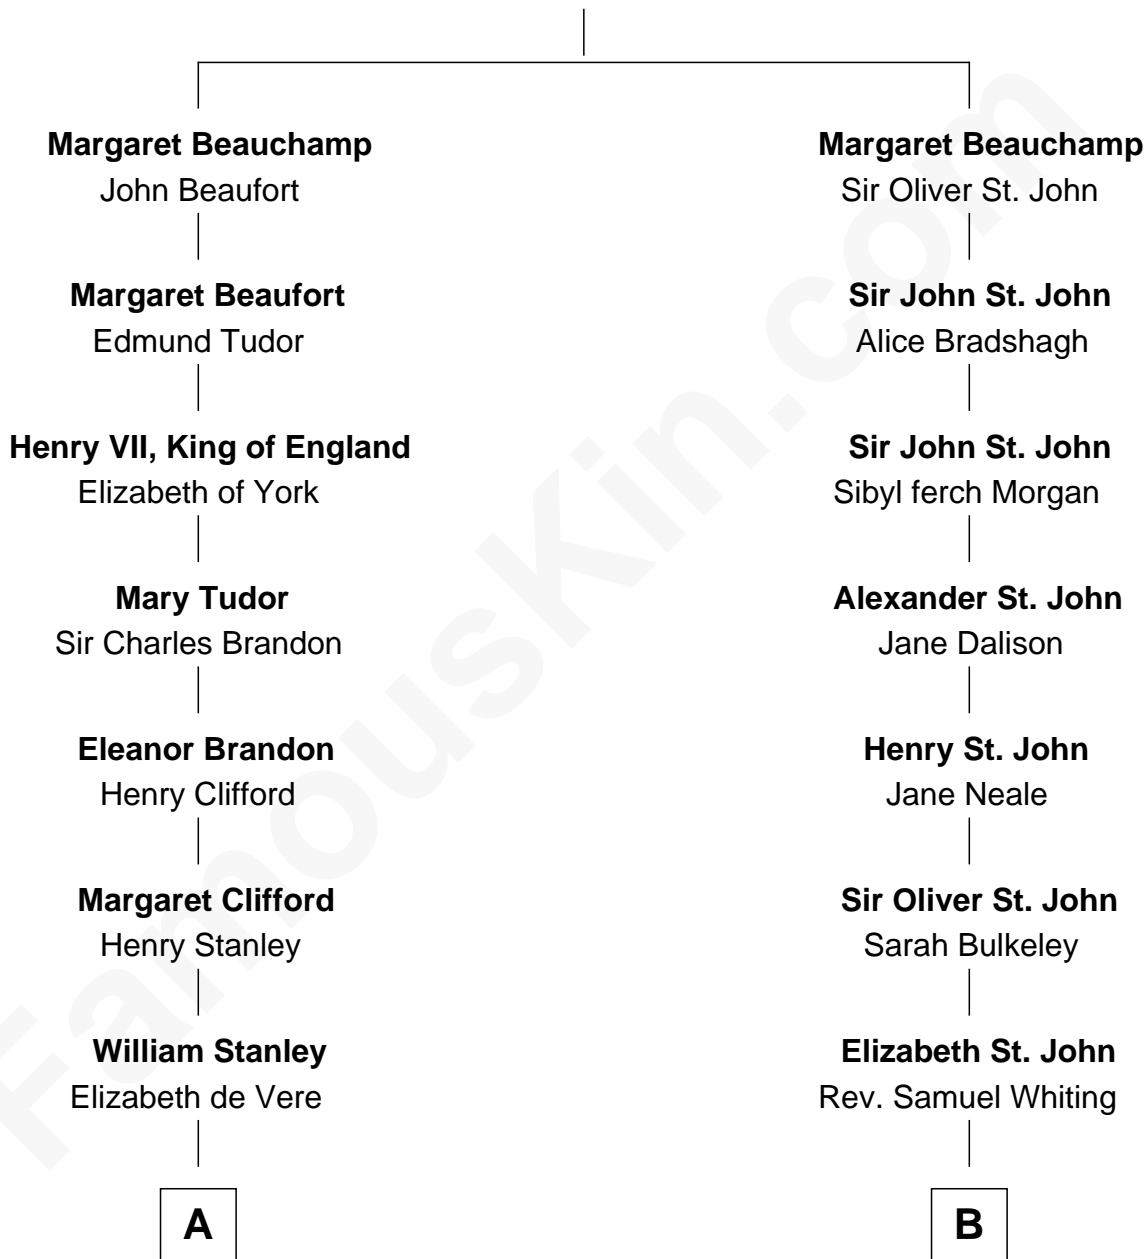 Margaret Beauchamp
John Beaufort
Margaret Beaufort
Edmund Tudor
Henry VII, King of England
Elizabeth of York
Mary Tudor
Sir Charles Brandon
Eleanor Brandon
Henry Clifford
Margaret Clifford
Henry Stanley
William Stanley
Elizabeth de Vere
A
Margaret Beauchamp
Sir Oliver St. John
Sir John St. John
Alice Bradshagh
Sir John St. John
Sibyl ferch Morgan
Alexander St. John
Jane Dalison
Henry St. John
Jane Neale
Sir Oliver St. John
Sarah Bulkeley
Elizabeth St. John
Rev. Samuel Whiting
B
FamousKin.com